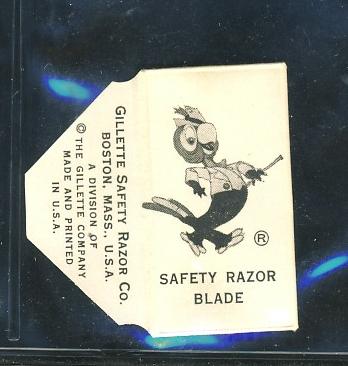 GILLETTE SAFETY RAZOR CO.
BOSTON, MASS., U.S.A.
A DIVISION OF
© THE GILLETTE COMPANY
MADE AND PRINTED
IN U.S.A.
®
SAFETY RAZOR
BLADE